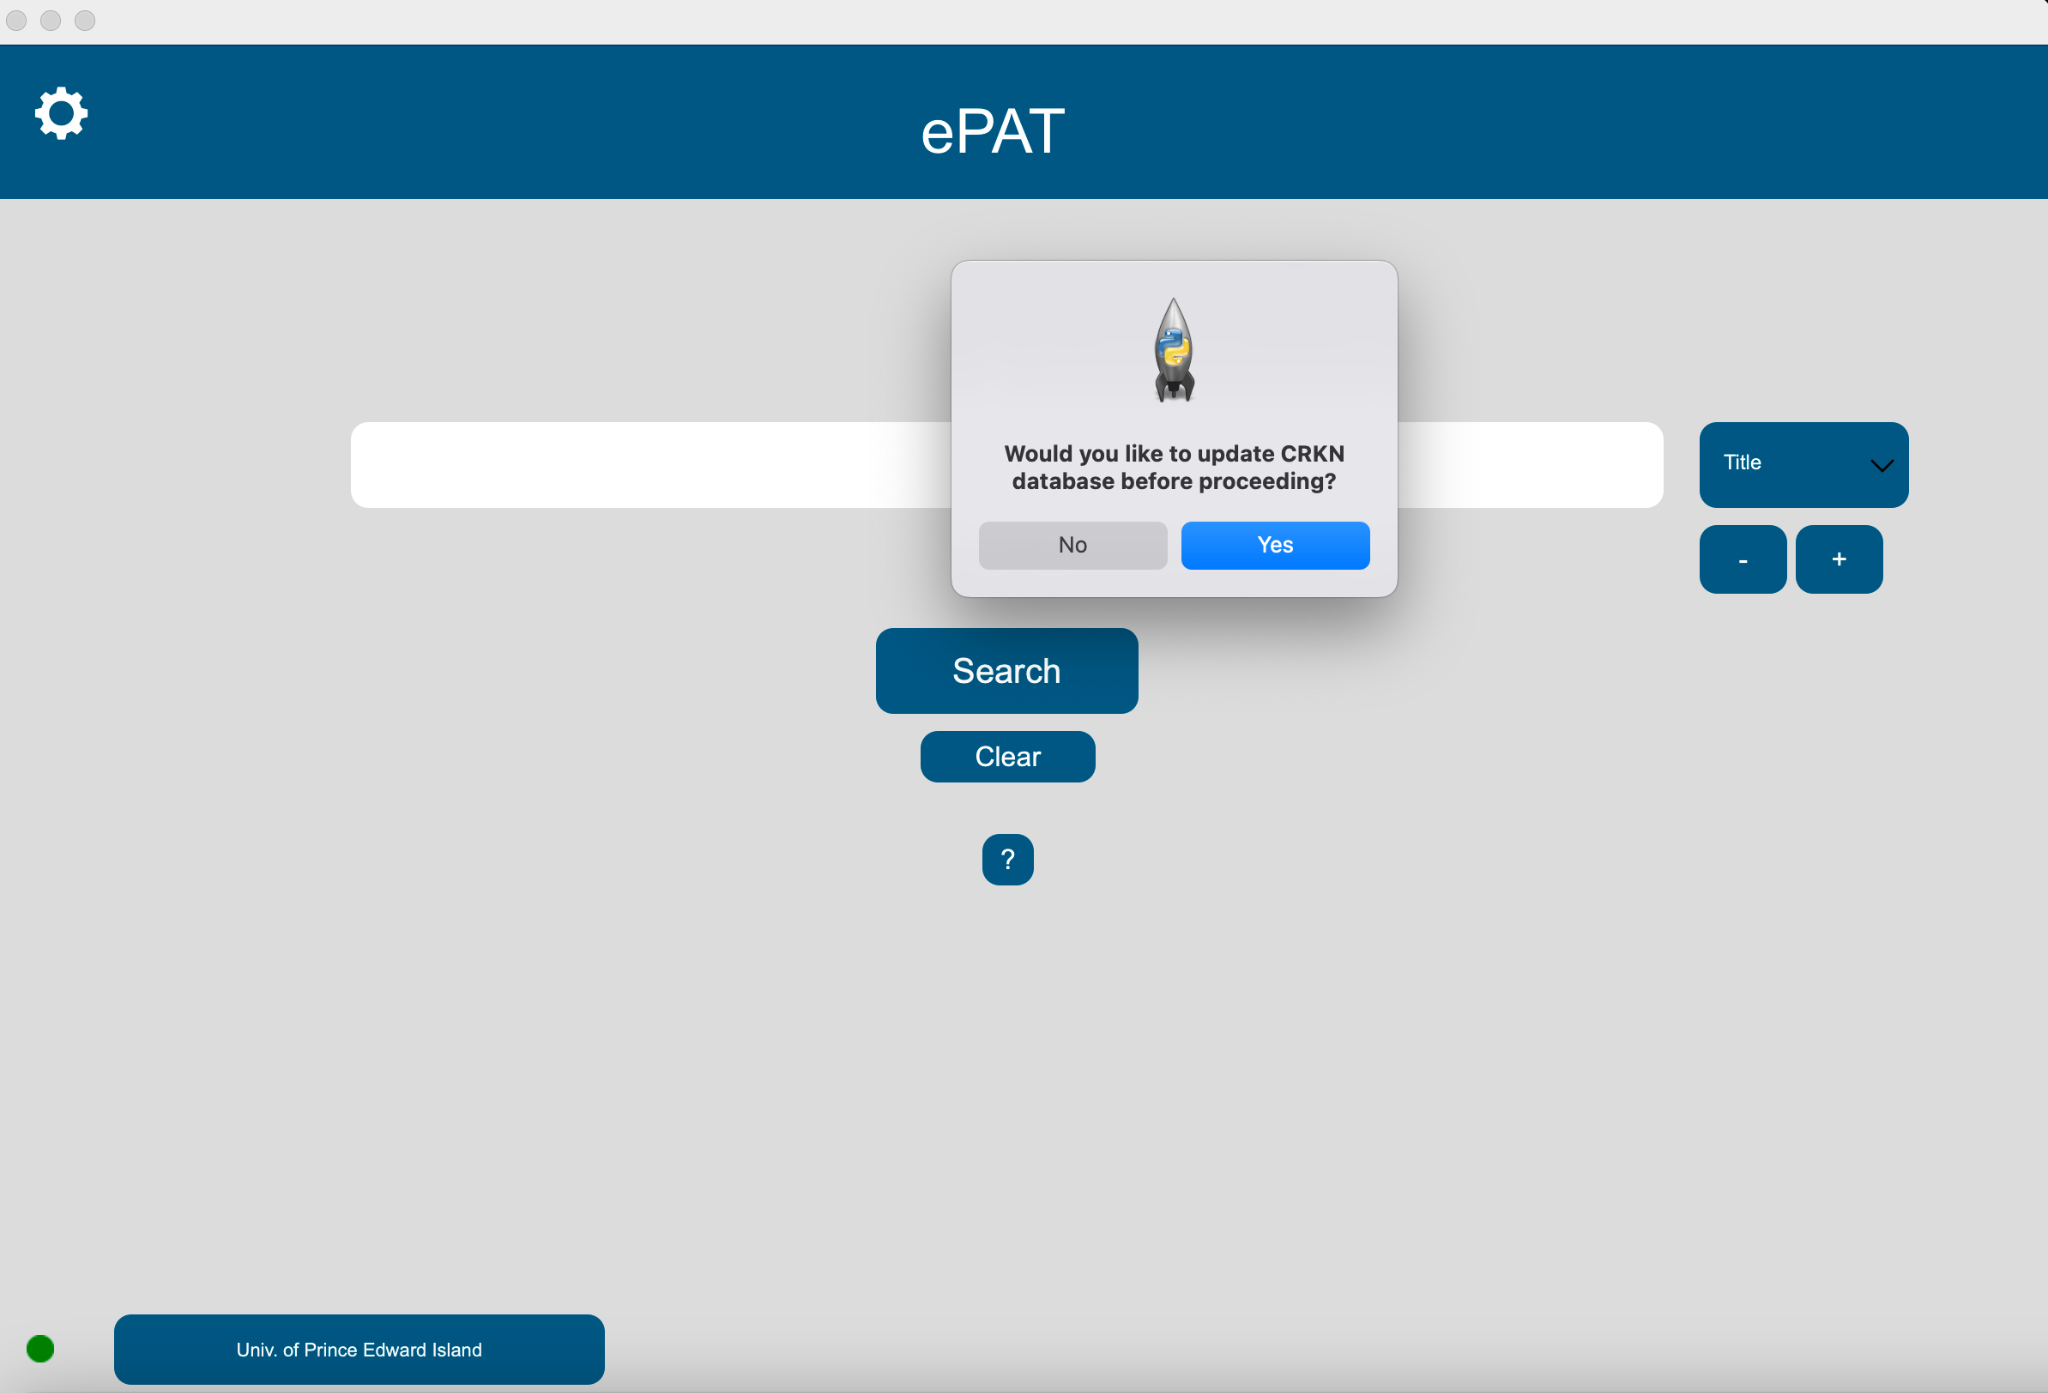 ePAT
Would you like to update CRKN
database before proceeding?
No
Yes
Title
-
+
Search
Clear
?
Univ. of Prince Edward Island